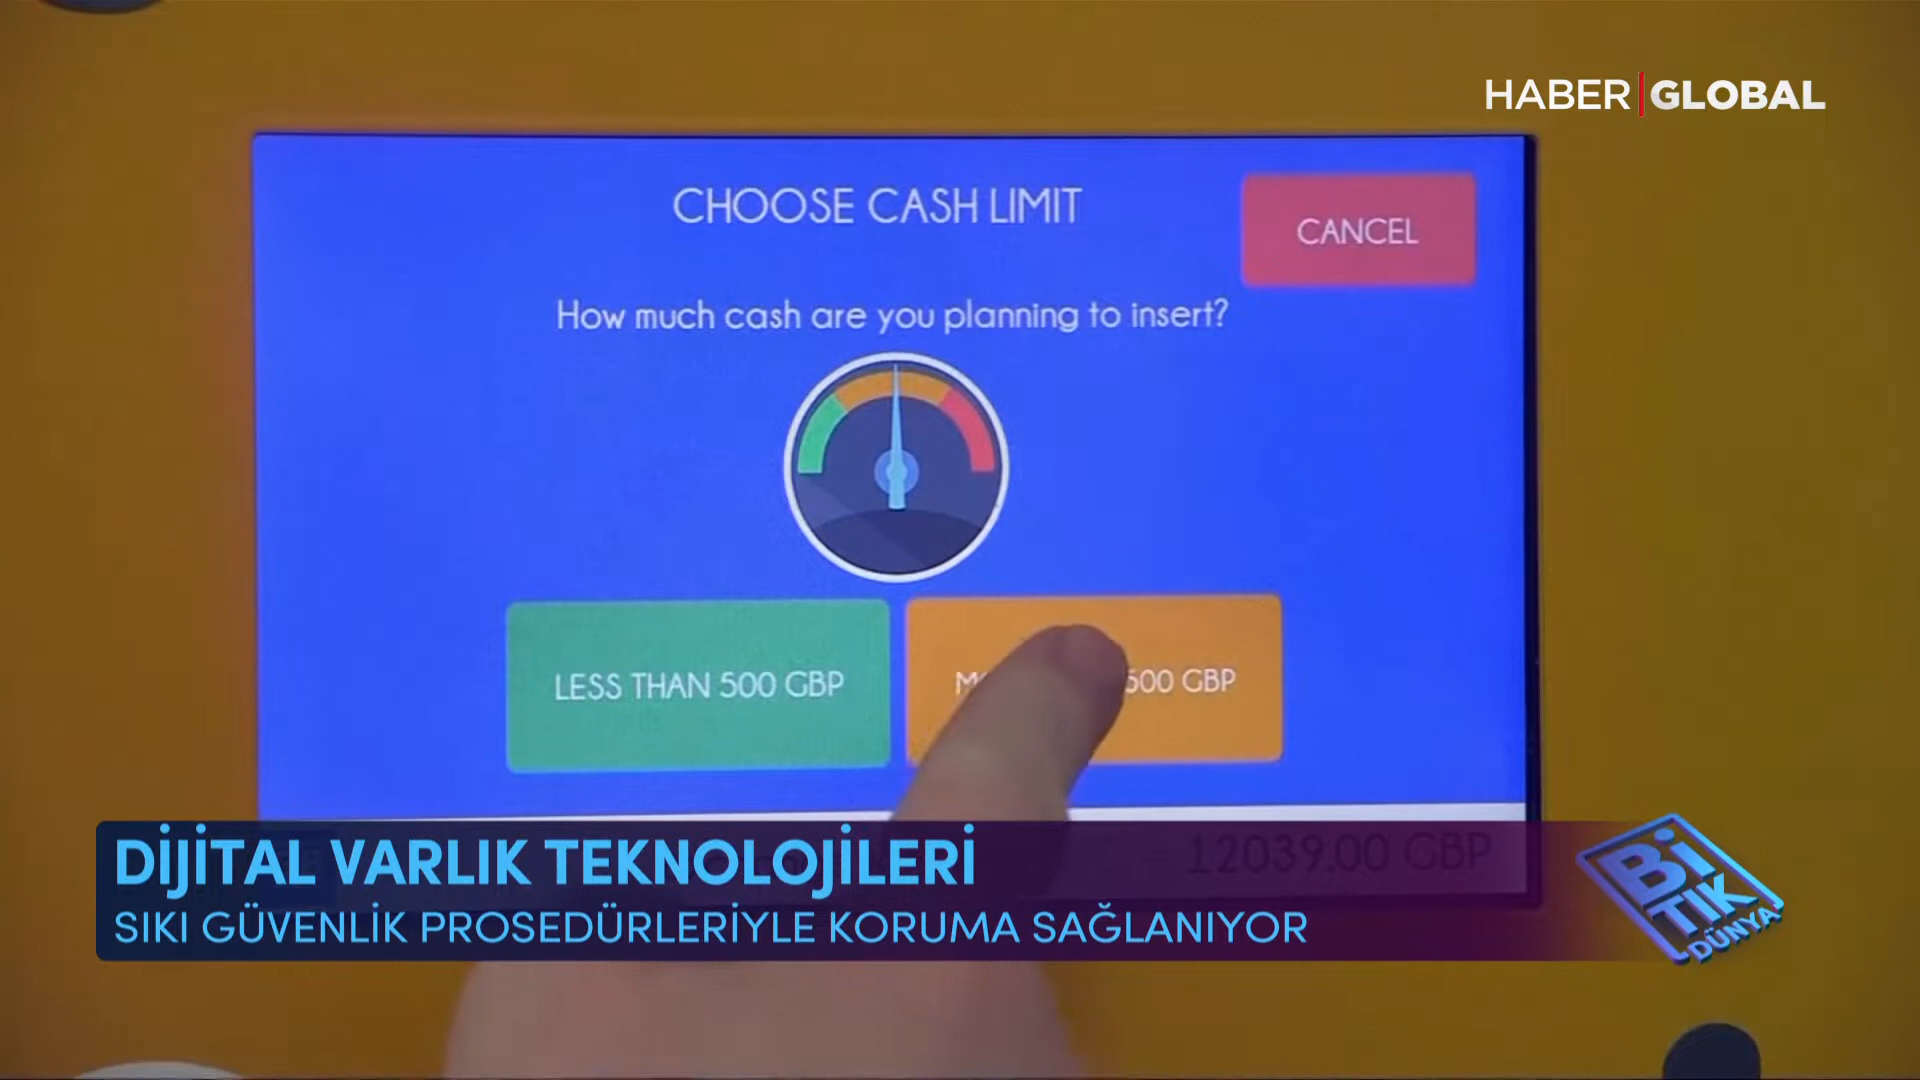 HABER GLOBAL
CHOOSE CASH LIMIT
CANCEL
How much cash are you planning to insert?
LESS THAN 500 GBP
500 GBP
12039.00 GBP
DİJİTAL VARLIK TEKNOLOJİLERİ
SIKI GÜVENLİK PROSEDÜRLERİYLE KORUMA SAĞLANIYOR
BİTIK
DÜNYA